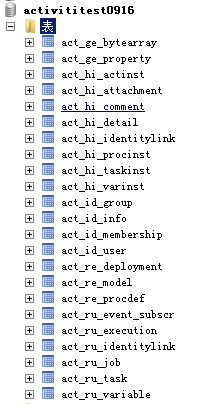 activititest0916
表
act_ge_bytearray
act_ge_property
act_hi_actinst
act_hi_attachment
act_hi_comment
act_hi_detail
act_hi_identitylink
act_hi_procinst
act_hi_taskinst
act_hi_varinst
act_id_group
act_id_info
act_id_membership
act_id_user
act_re_deployment
act_re_model
act_re_procdef
act_ru_event_subscr
act_ru_execution
act_ru_identitylink
act_ru_job
act_ru_task
act_ru_variable